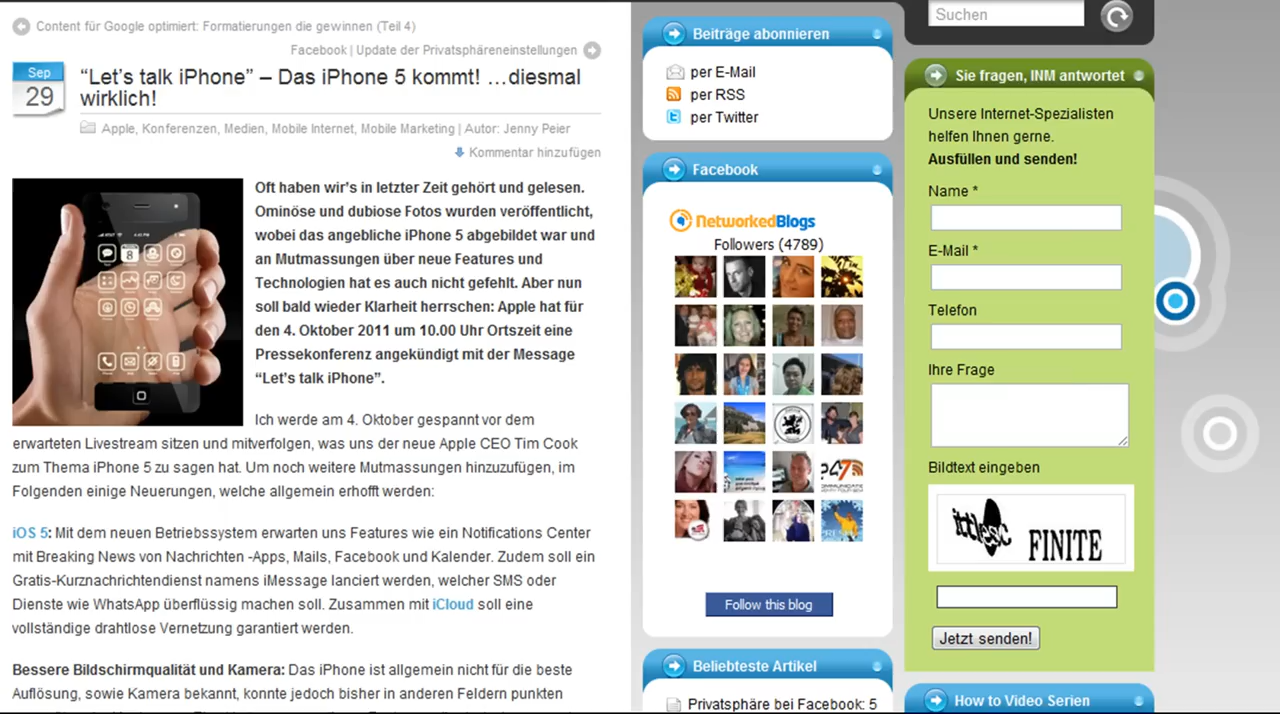 Content für Google optimiert: Formatierungen die gewinnen (Teil 4)
Facebook | Update der Privatsphäreneinstellungen
Sep
29
“Let’s talk iPhone” – Das iPhone 5 kommt! …diesmal
wirklich!
Apple, Konferenzen, Medien, Mobile Internet, Mobile Marketing | Autor: Jenny Peier
Kommentar hinzufügen
Oft haben wir’s in letzter Zeit gehört und gelesen.
Ominöse und dubiose Fotos wurden veröffentlicht,
wobei das angebliche iPhone 5 abgebildet war und
an Mutmassungen über neue Features und
Technologien hat es auch nicht gefehlt. Aber nun
soll bald wieder Klarheit herrschen: Apple hat für
den 4. Oktober 2011 um 10.00 Uhr Ortszeit eine
Pressekonferenz angekündigt mit der Message
“Let’s talk iPhone”.
Ich werde am 4. Oktober gespannt vor dem
erwarteten Livestream sitzen und mitverfolgen, was uns der neue Apple CEO Tim Cook
zum Thema iPhone 5 zu sagen hat. Um noch weitere Mutmassungen hinzuzufügen, im
Folgenden einige Neuerungen, welche allgemein erhofft werden:
iOS 5: Mit dem neuen Betriebssystem erwarten uns Features wie ein Notifications Center
mit Breaking News von Nachrichten -Apps, Mails, Facebook und Kalender. Zudem soll ein
Gratis-Kurznachrichtendienst namens iMessage lanciert werden, welcher SMS oder
Dienste wie WhatsApp überflüssig machen soll. Zusammen mit iCloud soll eine
vollständige drahtlose Vernetzung garantiert werden.
Bessere Bildschirmqualität und Kamera: Das iPhone ist allgemein nicht für die beste
Auflösung, sowie Kamera bekannt, konnte jedoch bisher in anderen Feldern punkten
Beiträge abonnieren
per E-Mail
per RSS
per Twitter
Facebook
NetworkedBlogs
Followers (4789)
Follow this blog
Beliebteste Artikel
Privatsphäre bei Facebook: 5
Suchen
Sie fragen, INM antwortet
Unsere Internet-Spezialisten
helfen Ihnen gerne.
Ausfüllen und senden!
Name *
E-Mail *
Telefon
Ihre Frage
Bildtext eingeben
FINITE
Jetzt senden!
How to Video Serien